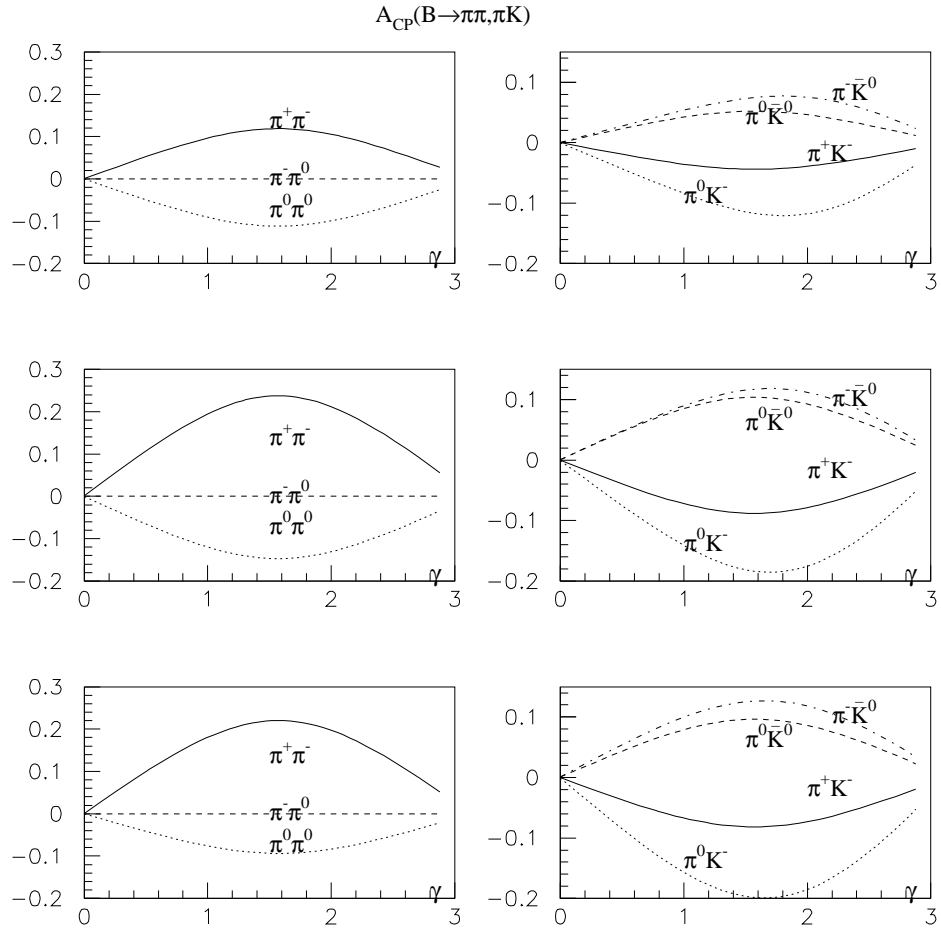 A_CP(B→ππ,πK)
0.3
0.2
0.1
0
−0.1
−0.2
π⁺π⁻
π⁻π⁰
π⁰π⁰
γ
0 1 2 3
0.1
0
−0.1
−0.2
π⁻K̄⁰
π⁰K̄⁰
π⁺K⁻
π⁰K⁻
γ
0 1 2 3
0.3
0.2
0.1
0
−0.1
−0.2
π⁺π⁻
π⁻π⁰
π⁰π⁰
γ
0 1 2 3
0.1
0
−0.1
−0.2
π⁻K̄⁰
π⁰K̄⁰
π⁺K⁻
π⁰K⁻
γ
0 1 2 3
0.3
0.2
0.1
0
−0.1
−0.2
π⁺π⁻
π⁻π⁰
π⁰π⁰
γ
0 1 2 3
0.1
0
−0.1
−0.2
π⁻K̄⁰
π⁰K̄⁰
π⁺K⁻
π⁰K⁻
γ
0 1 2 3